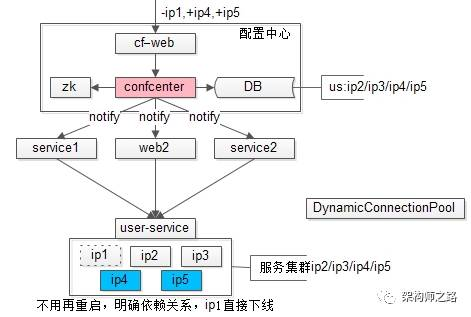 -ip1,+ip4,+ip5
配置中心
cf-web
zk
confcenter
DB
us:ip2/ip3/ip4/ip5
notify
notify
notify
service1
web2
service2
DynamicConnectionPool
user-service
ip1
ip2
ip3
ip4
ip5
服务集群ip2/ip3/ip4/ip5
不用再重启，明确依赖关系，ip1直接下线
架构师之路